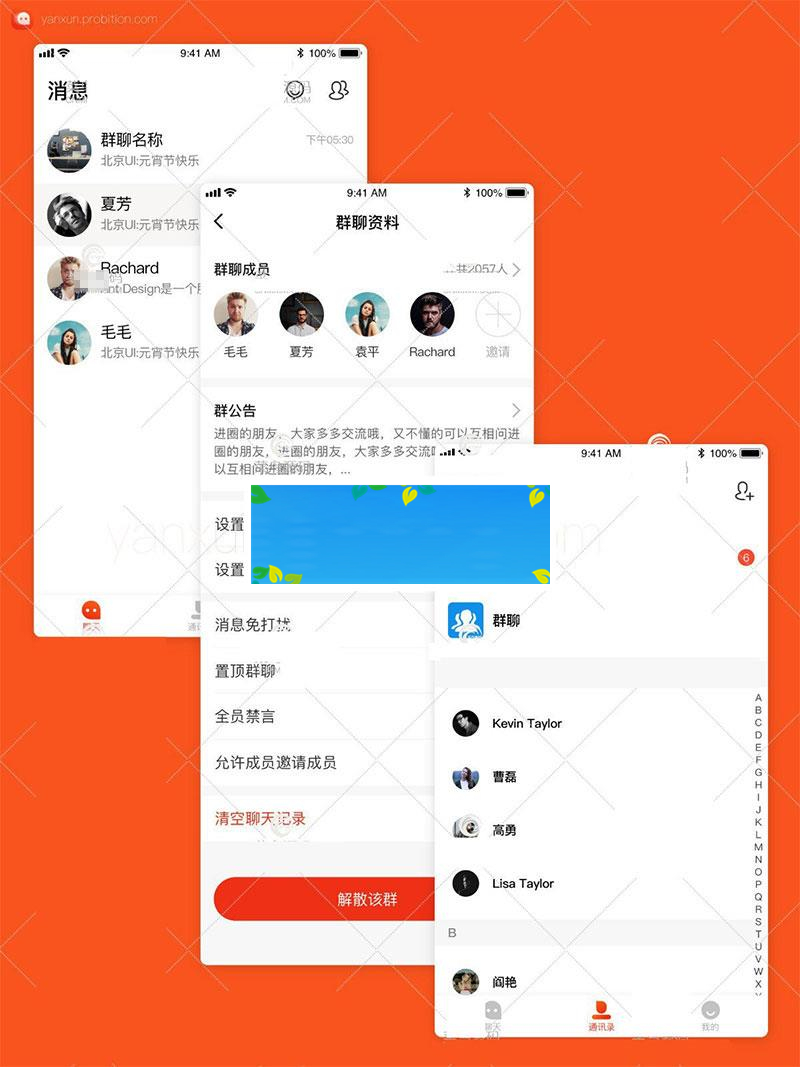 yanxun.probition.com
9:41 AM
100%
消息
群聊名称
下午05:30
北京UI:元宵节快乐
夏芳
北京UI:元宵节快乐
Rachard
Design是一个
毛毛
北京UI:元宵节快乐
9:41 AM
100%
群聊资料
群聊成员
共2057人
毛毛
夏芳
袁平
Rachard
邀请
群公告
进圈的朋友，大家多多交流哦，又不懂的可以互相问进
圈的朋友，进圈的朋友，大家多多交流
以互相问进圈的朋友，...
设置
设置
消息免打扰
置顶群聊
全员禁言
允许成员邀请成员
清空聊天记录
解散该群
9:41 AM
100%
6
群聊
Kevin Taylor
曹磊
高勇
Lisa Taylor
B
阎艳
A
B
C
D
E
F
G
H
I
J
K
L
M
N
O
P
Q
R
S
T
U
V
W
X
聊天
通讯录
我的